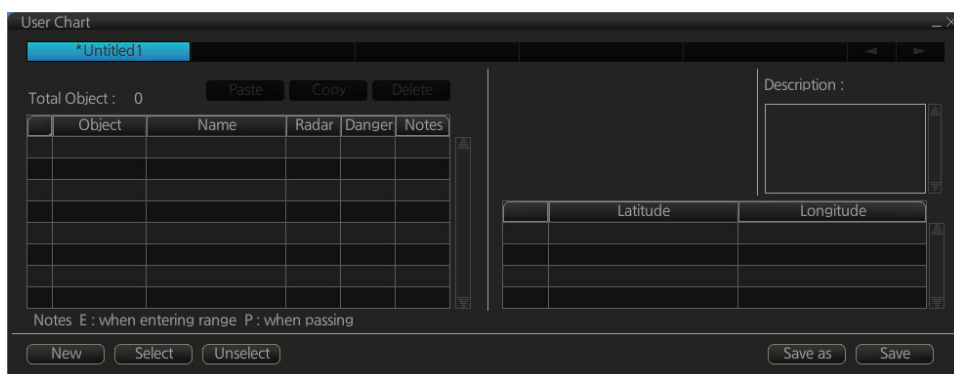 User Chart
*Untitled1
Total Object : 0
Paste Copy Delete
Description :
Object Name Radar Danger Notes
Latitude Longitude
Notes E : when entering range P : when passing
New Select Unselect Save as Save